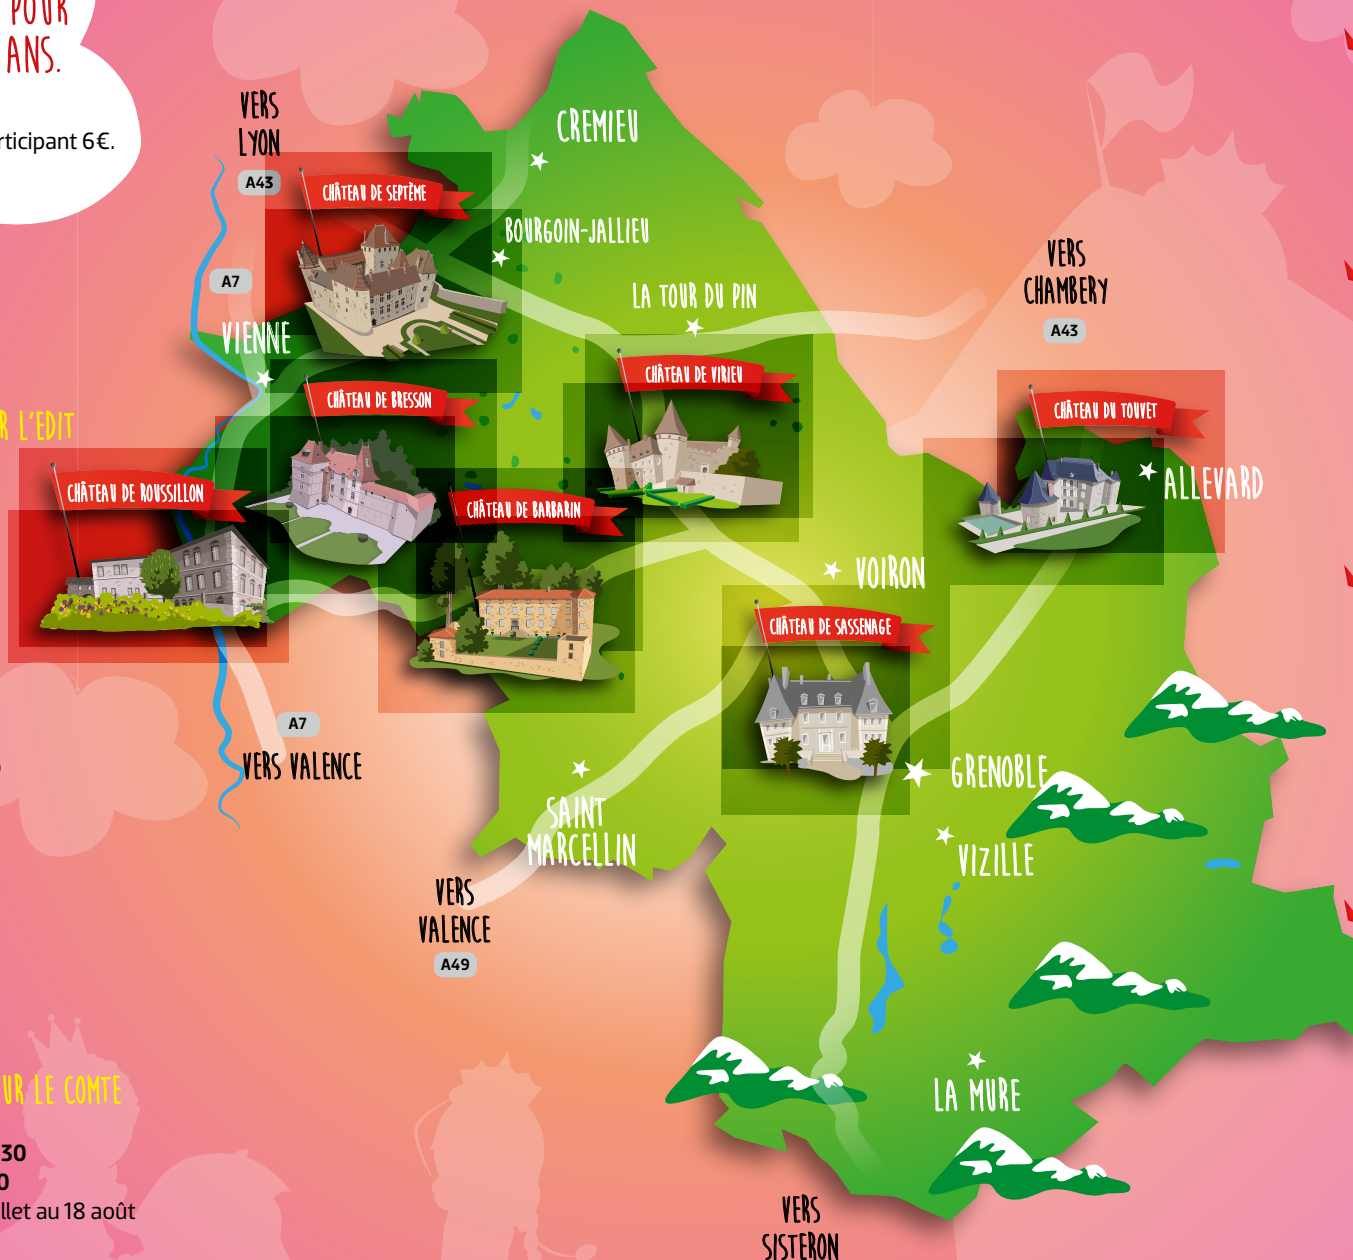 POUR
ANS.
rticipant 6€.
VERS
LYON
A43
CREMIEU
CHÂTEAU DE SEPTÈME
BOURGOIN-JALLIEU
A7
VERS
CHAMBERY
A43
LA TOUR DU PIN
VIENNE
CHÂTEAU DE VIRIEU
CHÂTEAU DE BRESSON
CHÂTEAU DU TOUVET
R L'EDIT
ALLEVARD
CHÂTEAU DE ROUSSILLON
CHÂTEAU DE BARBARIN
VOIRON
CHÂTEAU DE SASSENAGE
A7
VERS VALENCE
GRENOBLE
SAINT
MARCELLIN
VIZILLE
VERS
VALENCE
A49
UR LE COMTE
LA MURE
30
0
llet au 18 août
VERS
SISTERON